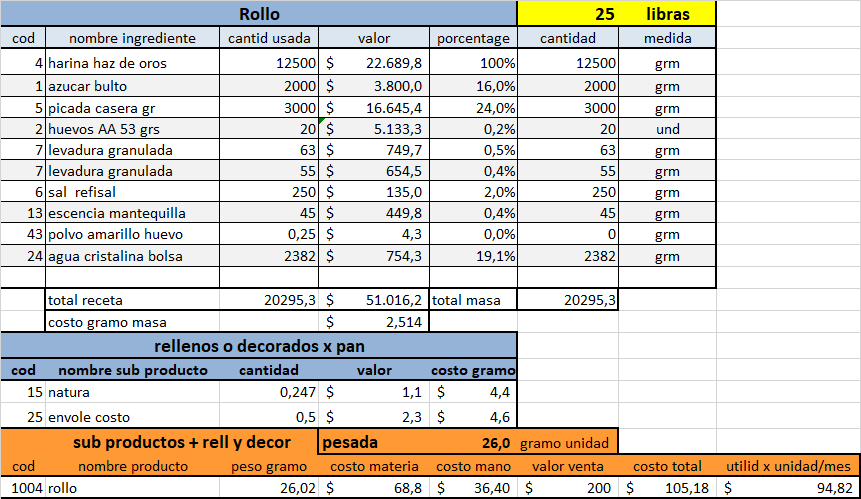 Rollo 25 libras
cod nombre ingrediente cantid usada valor porcentage cantidad medida
4 harina haz de oros 12500 $ 22.689,8 100% 12500 grm
1 azucar bulto 2000 $ 3.800,0 16,0% 2000 grm
5 picada casera gr 3000 $ 16.645,4 24,0% 3000 grm
2 huevos AA 53 grs 20 $ 5.133,3 0,2% 20 und
7 levadura granulada 63 $ 749,7 0,5% 63 grm
7 levadura granulada 55 $ 654,5 0,4% 55 grm
6 sal refisal 250 $ 135,0 2,0% 250 grm
13 escencia mantequilla 45 $ 449,8 0,4% 45 grm
43 polvo amarillo huevo 0,25 $ 4,3 0,0% 0 grm
24 agua cristalina bolsa 2382 $ 754,3 19,1% 2382 grm
total receta 20295,3 $ 51.016,2 total masa 20295,3
costo gramo masa $ 2,514
rellenos o decorados x pan
cod nombre sub producto cantidad valor costo gramo
15 natura 0,247 $ 1,1 $ 4,4
25 envole costo 0,5 $ 2,3 $ 4,6
sub productos + rell y decor pesada 26,0 gramo unidad
cod nombre producto peso gramo costo materia costo mano valor venta costo total utilid x unidad/mes
1004 rollo 26,02 $ 68,8 $ 36,40 $ 200 $ 105,18 $ 94,82